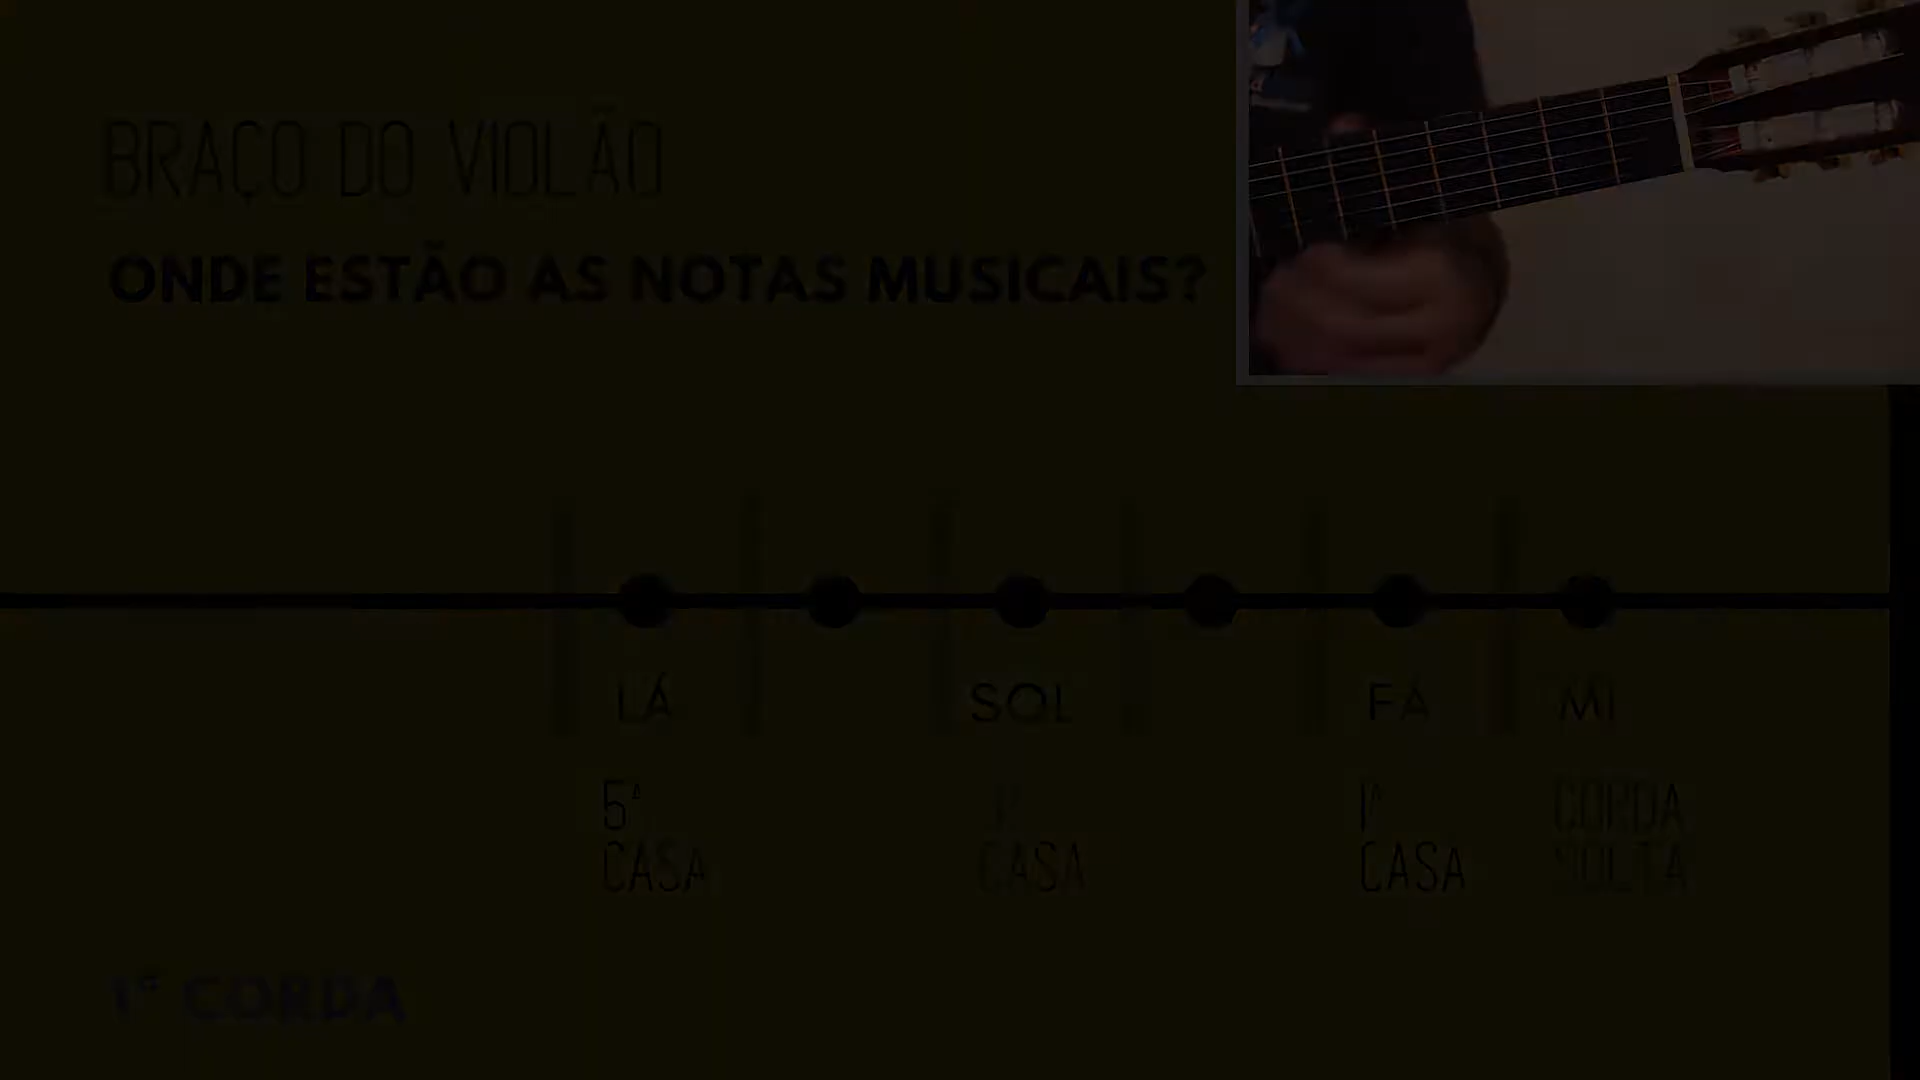 BRAÇO DO VIOLÃO
ONDE ESTÃO AS NOTAS MUSICAIS?
LÁ SOL FÁ MI
5ª CASA
CASA
1ª CASA
CORDA SOLTA
1ª CORDA